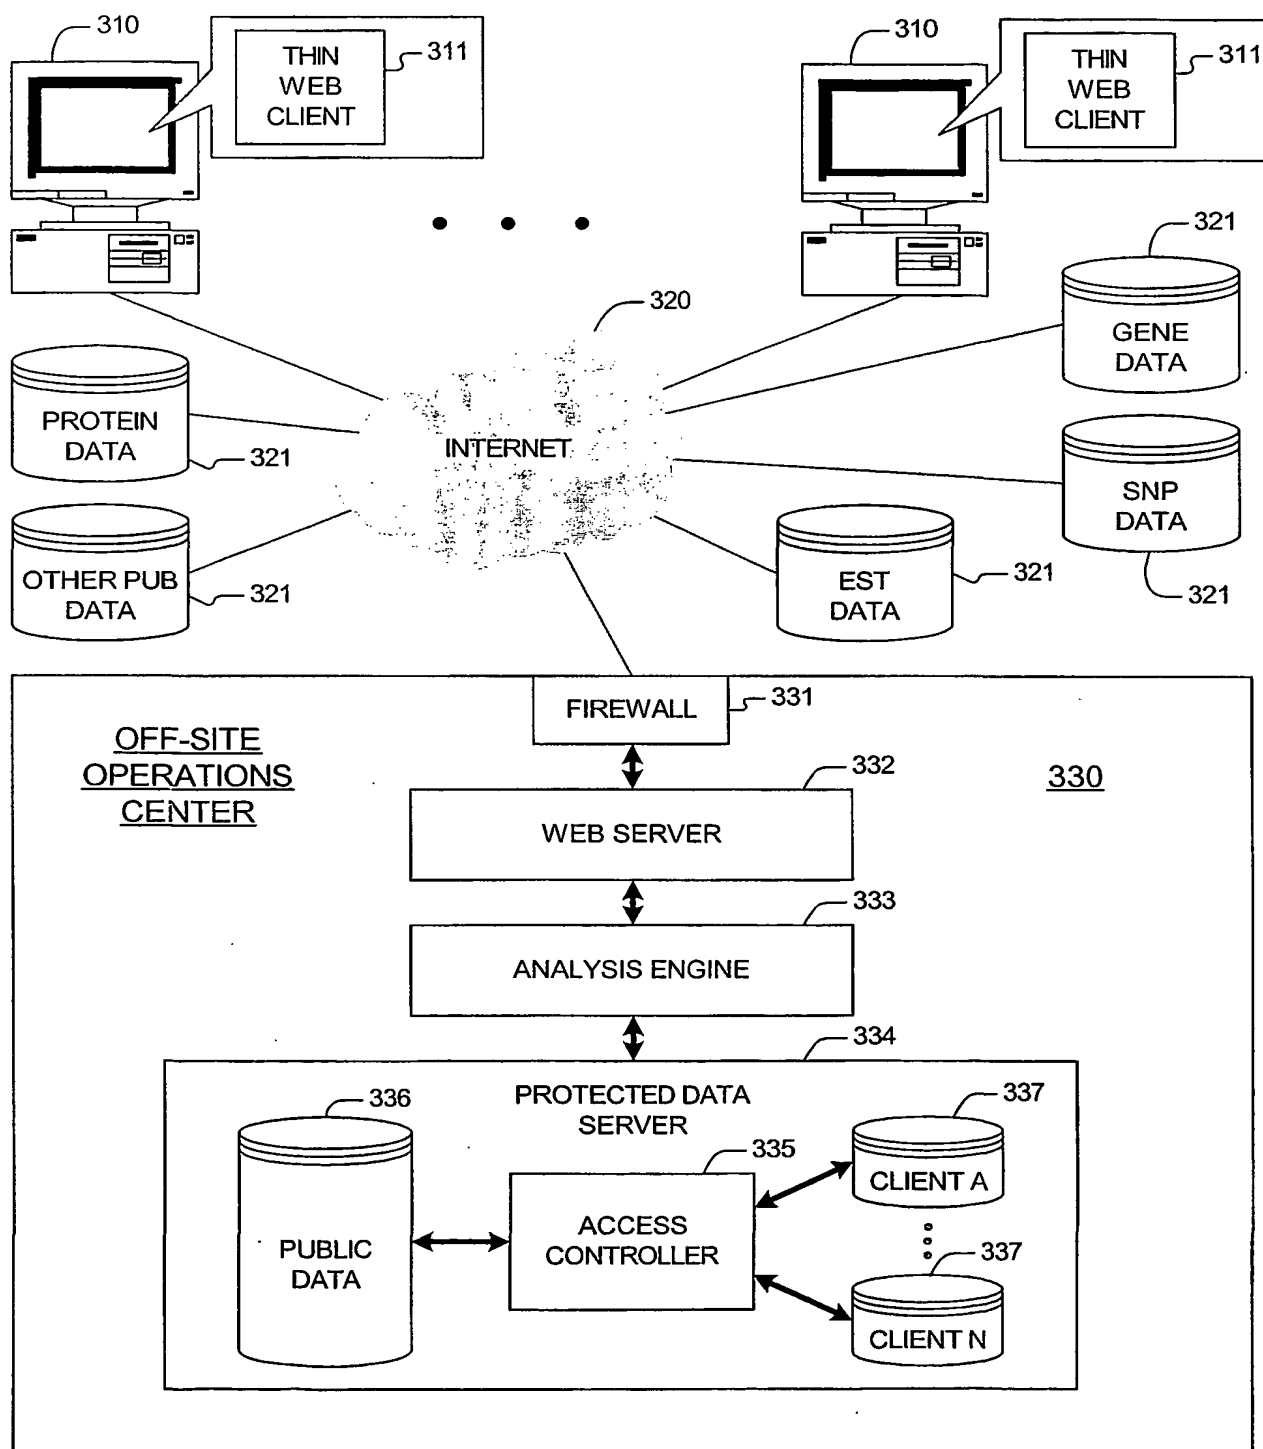 310
THIN
WEB
CLIENT
311
310
THIN
WEB
CLIENT
311
320
321
GENE
DATA
PROTEIN
DATA
321
INTERNET
SNP
DATA
321
OTHER PUB
DATA
321
EST
DATA
321
FIREWALL
331
OFF-SITE
OPERATIONS
CENTER
330
332
WEB SERVER
333
ANALYSIS ENGINE
334
PROTECTED DATA
SERVER
336
PUBLIC
DATA
335
ACCESS
CONTROLLER
337
CLIENT A
337
CLIENT N